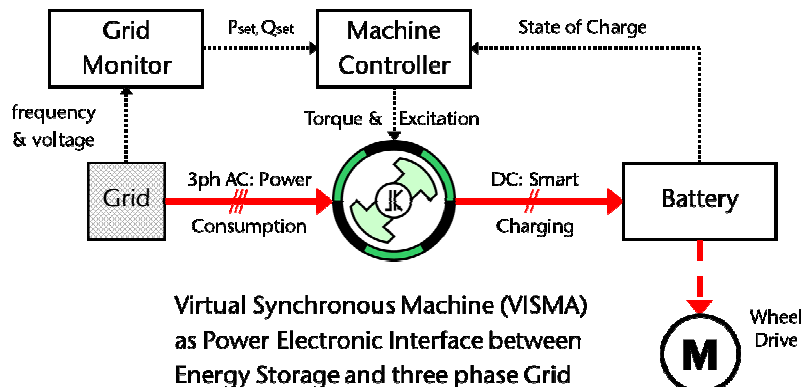 Grid
Monitor
Pset, Qset
Machine
Controller
State of Charge
frequency
& voltage
Torque & Excitation
Grid
3ph AC: Power
Consumption
DC: Smart
Charging
Battery
Virtual Synchronous Machine (VISMA)
as Power Electronic Interface between
Energy Storage and three phase Grid
M
Wheel
Drive